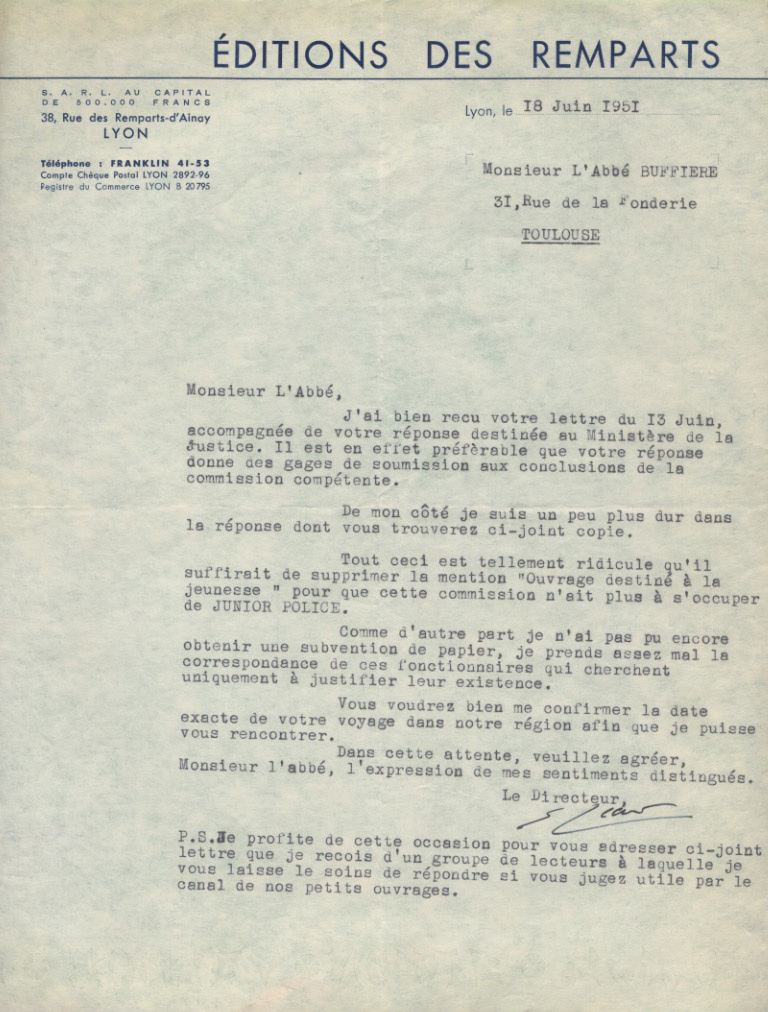 ÉDITIONS DES REMPARTS
S. A. R. L. AU CAPITAL
DE 500.000 FRANCS
38, Rue des Remparts-d'Ainay
LYON
Téléphone : FRANKLIN 41-53
Compte Chèque Postal LYON 2892-96
Registre du Commerce LYON B 20795
Lyon, le 18 Juin 1951
Monsieur L'Abbé BUFFIERE
31, Rue de la Fonderie
TOULOUSE
Monsieur L'Abbé,
J'ai bien recu votre lettre du 13 Juin,
accompagnée de votre réponse destinée au Ministère de la
Justice. Il est en effet préfèrable que votre réponse
donne des gages de soumission aux conclusions de la
commission compétente.
De mon côté je suis un peu plus dur dans
la réponse dont vous trouverez ci-joint copie.
Tout ceci est tellement ridicule qu'il
suffirait de supprimer la mention "Ouvrage destiné à la
jeunesse " pour que cette commission n'ait plus à s'occuper
de JUNIOR POLICE.
Comme d'autre part je n'ai pas pu encore
obtenir une subvention de papier, je prends assez mal la
correspondance de ces fonctionnaires qui cherchent
uniquement à justifier leur existence.
Vous voudrez bien me confirmer la date
exacte de votre voyage dans notre région afin que je puisse
vous rencontrer.
Dans cette attente, veuillez agréer,
Monsieur l'abbé, l'expression de mes sentiments distingués.
Le Directeur,
P.S.Je profite de cette occasion pour vous adresser ci-joint
lettre que je recois d'un groupe de lecteurs à laquelle je
vous laisse le soins de répondre si vous jugez utile par le
canal de nos petits ouvrages.